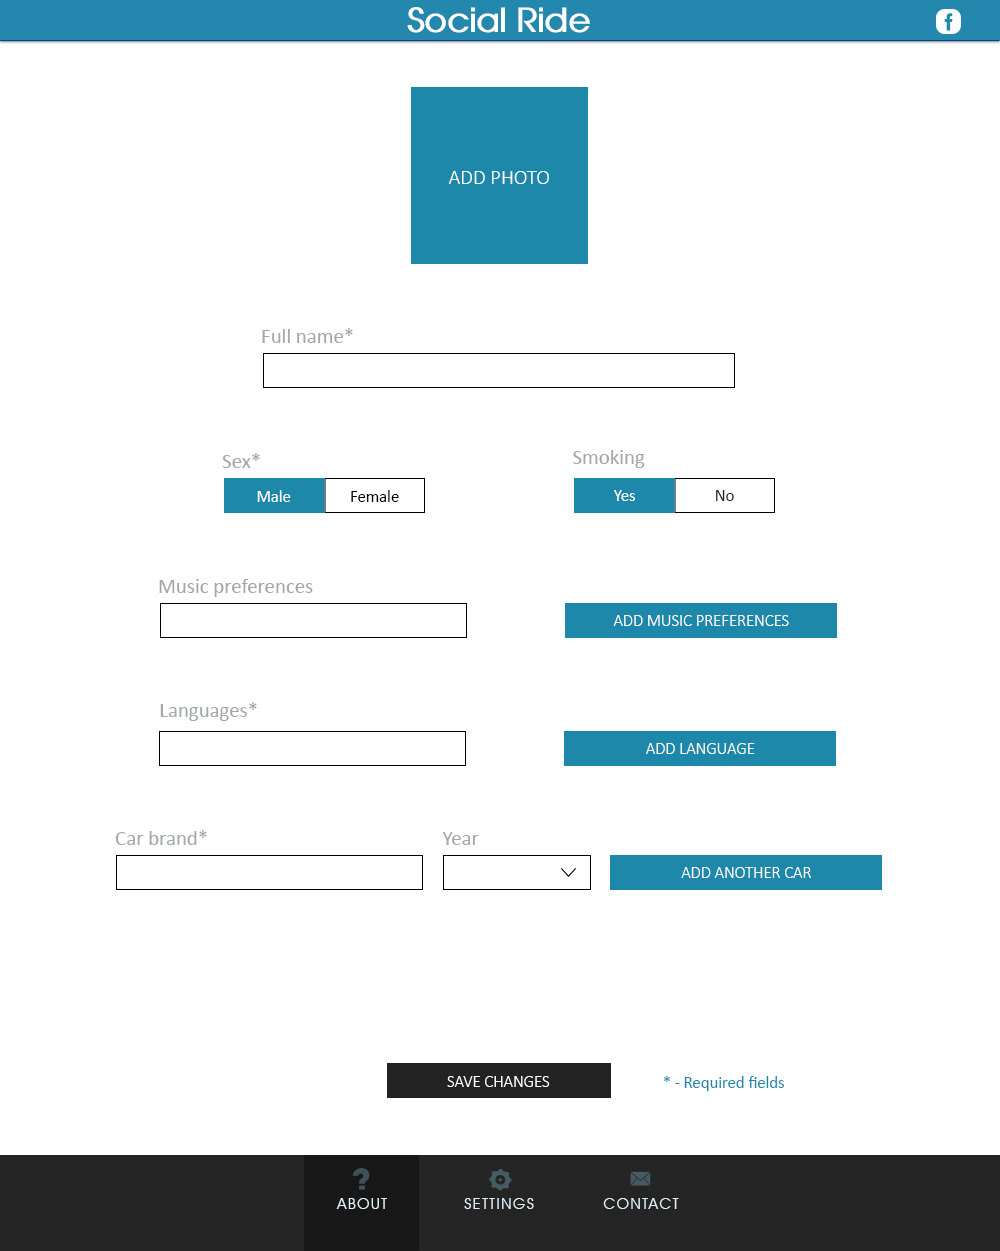 Social Ride
f
ADD PHOTO
Full name*
Sex*
Smoking
Male
Female
Yes
No
Music preferences
ADD MUSIC PREFERENCES
Languages*
ADD LANGUAGE
Car brand*
Year
ADD ANOTHER CAR
SAVE CHANGES
* - Required fields
?
ABOUT
SETTINGS
CONTACT